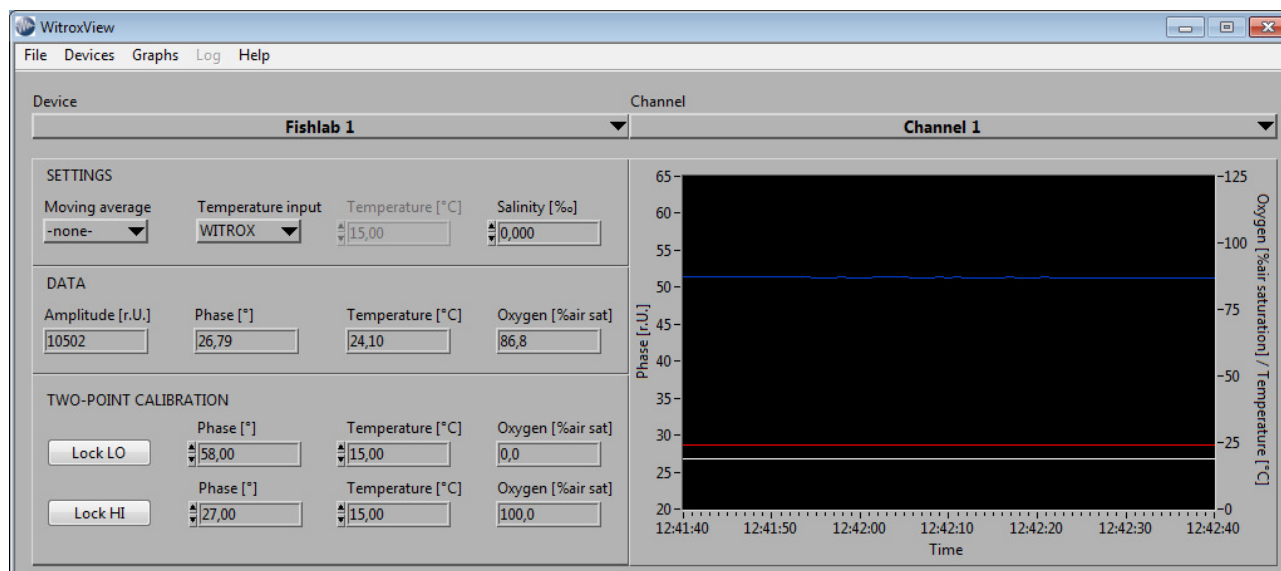 WitroxView
File Devices Graphs Log Help
Device
Fishlab 1
Channel
Channel 1
SETTINGS
Moving average Temperature input Temperature [°C] Salinity [‰]
-none- WITROX 15,00 0,000
DATA
Amplitude [r.U.] Phase [°] Temperature [°C] Oxygen [%air sat]
10502 26,79 24,10 86,8
TWO-POINT CALIBRATION
Phase [°] Temperature [°C] Oxygen [%air sat]
Lock LO 58,00 15,00 0,0
Phase [°] Temperature [°C] Oxygen [%air sat]
Lock HI 27,00 15,00 100,0
Phase [r.U.]
65
60
55
50
45
40
35
30
25
20
125
100
75
50
25
0
Oxygen [%air saturation] / Temperature [°C]
12:41:40 12:41:50 12:42:00 12:42:10 12:42:20 12:42:30 12:42:40
Time